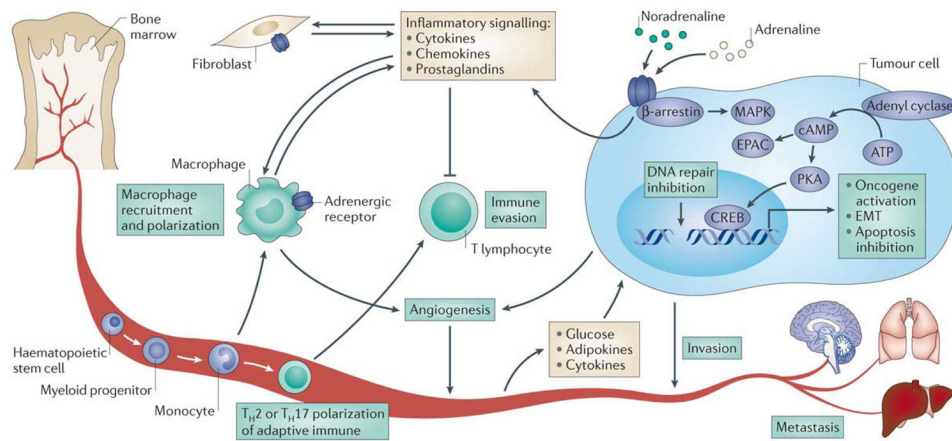 Bone
marrow
Fibroblast
Inflammatory signalling:
• Cytokines
• Chemokines
• Prostaglandins
Noradrenaline
Adrenaline
Tumour cell
β-arrestin
MAPK
Adenyl cyclase
cAMP
EPAC
ATP
PKA
DNA repair
inhibition
CREB
• Oncogene
activation
• EMT
• Apoptosis
inhibition
Macrophage
Macrophage
recruitment
and polarization
Adrenergic
receptor
Immune
evasion
T lymphocyte
Angiogenesis
• Glucose
• Adipokines
• Cytokines
Invasion
Haematopoietic
stem cell
Myeloid progenitor
Monocyte
TH2 or TH17 polarization
of adaptive immune
Metastasis